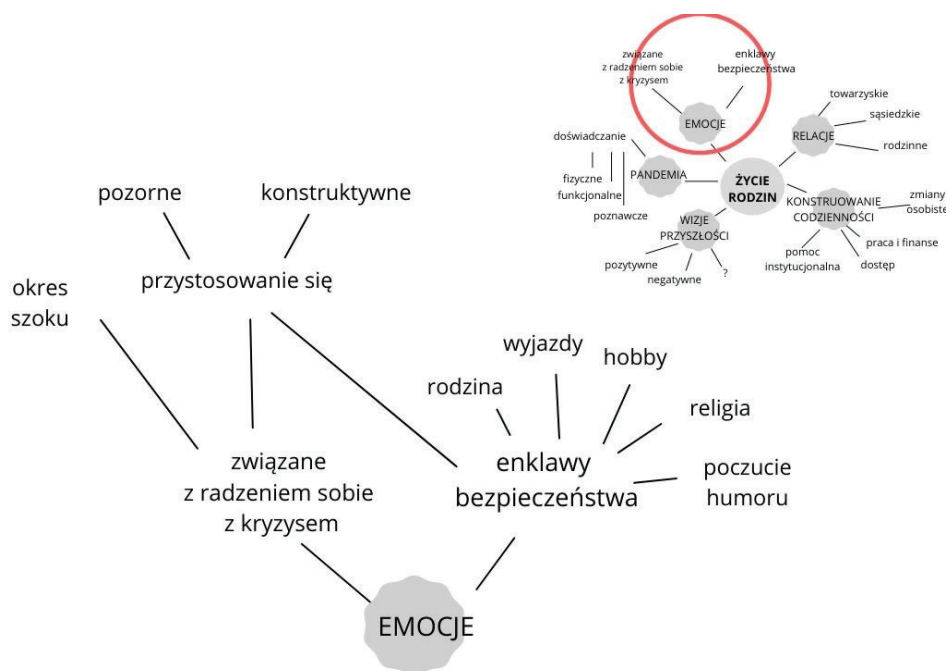 związane
z radzeniem sobie
z kryzysem
enklawy
bezpieczeństwa
EMOCJE
towarzyskie
sąsiedzkie
rodzinne
RELACJE
doświadczanie
fizyczne
funkcjonalne
poznawcze
PANDEMIA
ŻYCIE
RODZIN
KONSTRUOWANIE
CODZIENNOŚCI
zmiany
osobiste
praca i finanse
dostęp
pomoc
instytucjonalna
WIZJE
PRZYSZŁOŚCI
pozytywne
negatywne
?
pozorne
konstruktywne
przystosowanie się
okres
szoku
wyjazdy
hobby
rodzina
religia
enklawy
bezpieczeństwa
poczucie
humoru
związane
z radzeniem sobie
z kryzysem
EMOCJE